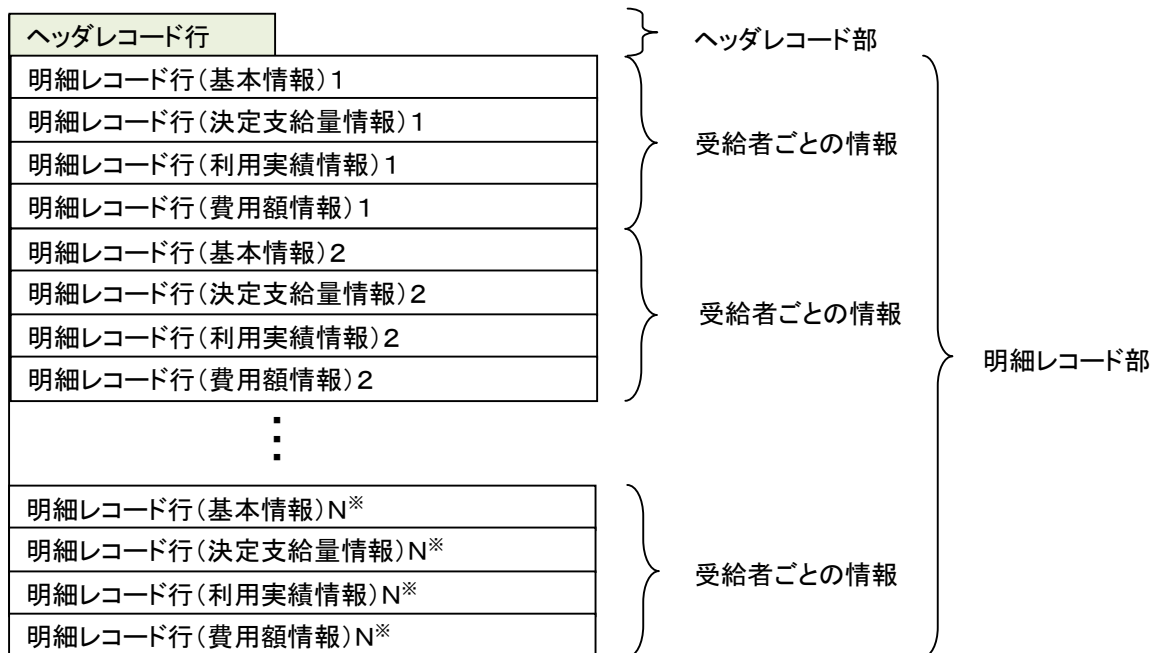 ヘッダレコード行
ヘッダレコード部
明細レコード行(基本情報)1
明細レコード行(決定支給量情報)1
明細レコード行(利用実績情報)1
明細レコード行(費用額情報)1
受給者ごとの情報
明細レコード行(基本情報)2
明細レコード行(決定支給量情報)2
明細レコード行(利用実績情報)2
明細レコード行(費用額情報)2
受給者ごとの情報
明細レコード部
⋮
明細レコード行(基本情報)N※
明細レコード行(決定支給量情報)N※
明細レコード行(利用実績情報)N※
明細レコード行(費用額情報)N※
受給者ごとの情報